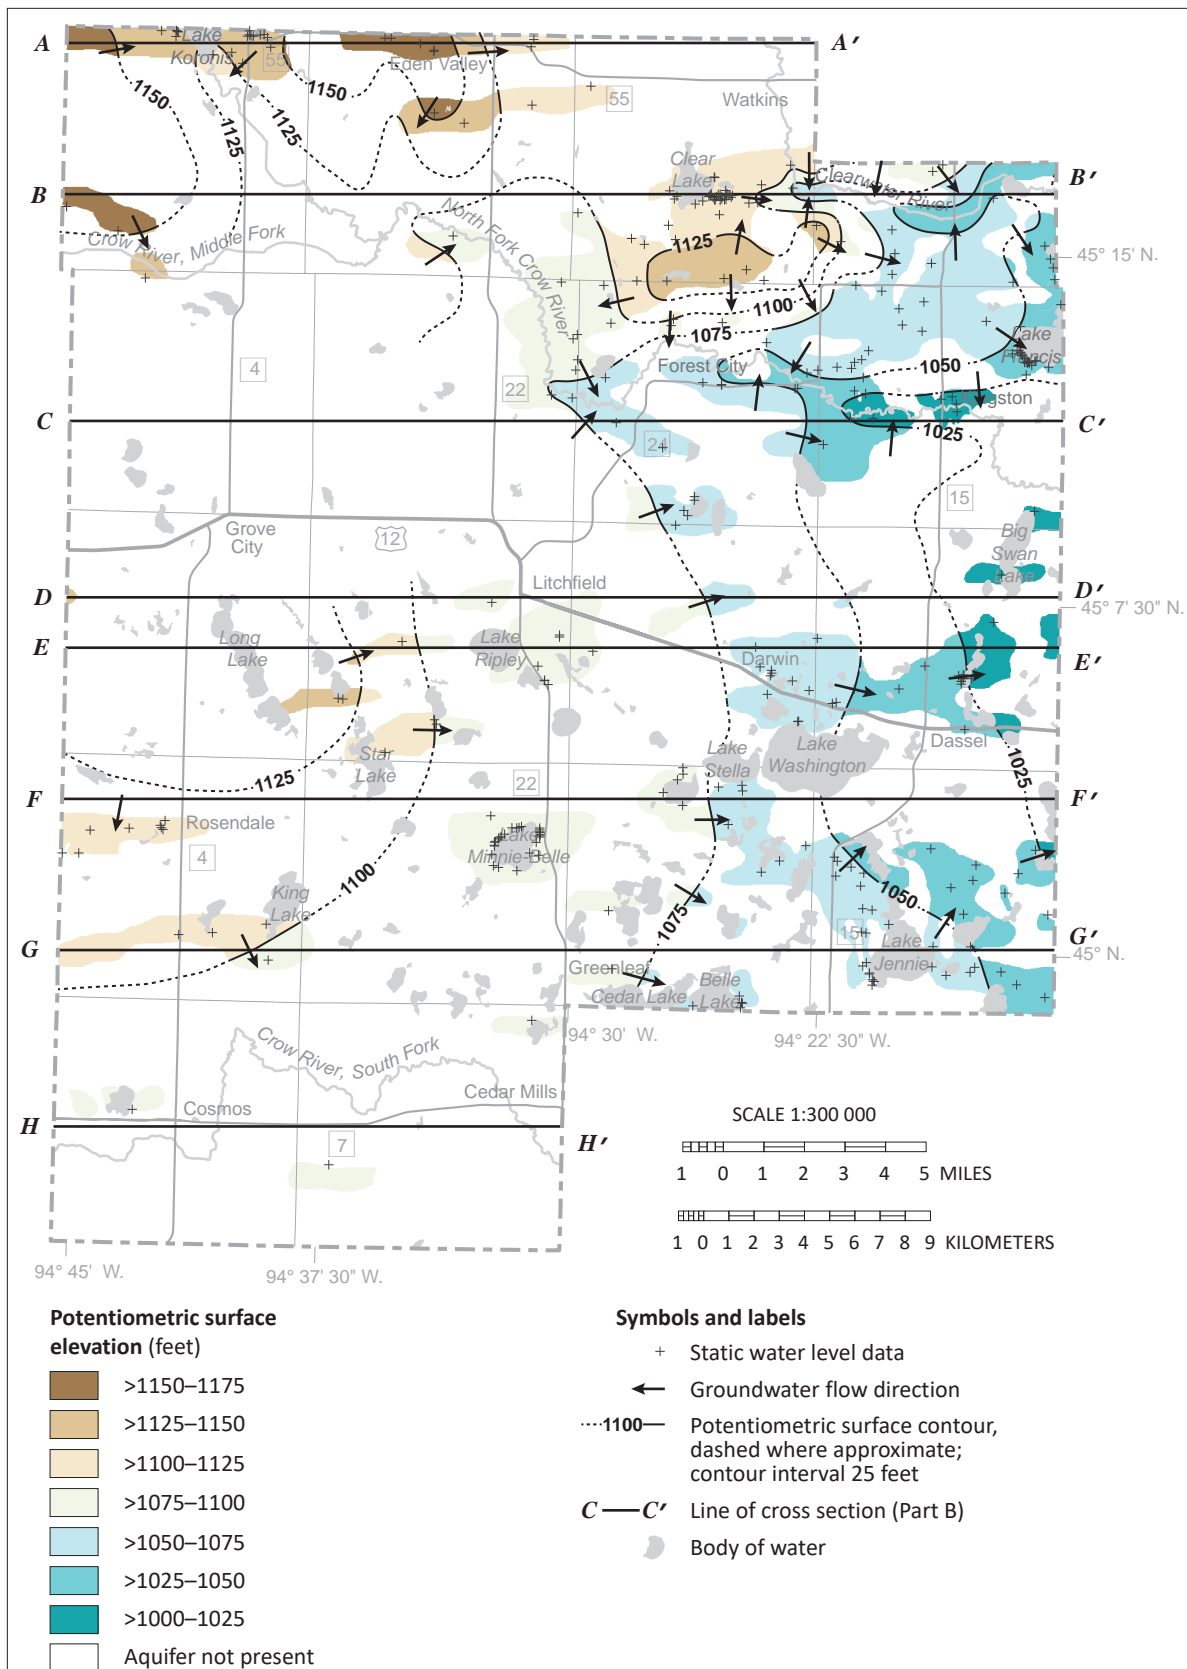 A
A′
Lake
Koronis
55
Eden Valley
1150
1150
1125
1125
55
Watkins
Clear
Lake
Clearwater River
B
B′
Crow River, Middle Fork
North Fork Crow River
1125
45° 15′ N.
1100
1075
Lake
Francis
4
Forest City
1050
22
Kingston
C
C′
24
1025
15
Grove
City
12
Big
Swan
Lake
Litchfield
D
D′
45° 7′ 30″ N.
Long
Lake
Lake
Ripley
E
E′
Darwin
Star
Lake
Lake
Stella
Lake
Washington
Dassel
1125
22
1025
F
F′
Rosendale
4
Lake
Minnie Belle
1100
King
Lake
1050
1075
15
G
G′
Lake
Jennie
45° N.
Greenleaf
Cedar Lake
Belle
Lake
94° 30′ W.
94° 22′ 30″ W.
Crow River, South Fork
Cedar Mills
Cosmos
H
H′
7
SCALE 1:300 000
1 0 1 2 3 4 5 MILES
1 0 1 2 3 4 5 6 7 8 9 KILOMETERS
94° 45′ W.
94° 37′ 30″ W.
Potentiometric surface
elevation (feet)
>1150–1175
>1125–1150
>1100–1125
>1075–1100
>1050–1075
>1025–1050
>1000–1025
Aquifer not present
Symbols and labels
Static water level data
Groundwater flow direction
1100
Potentiometric surface contour,
dashed where approximate;
contour interval 25 feet
C C′ Line of cross section (Part B)
Body of water